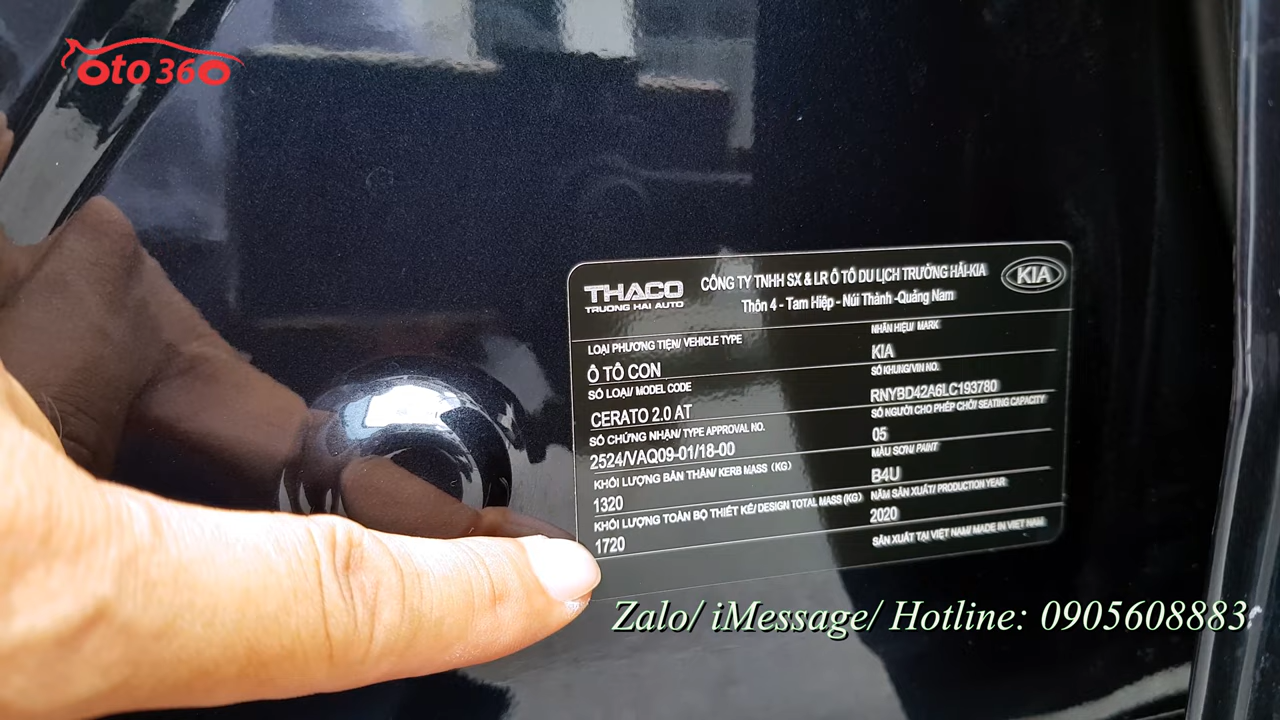 oto360
THACO
TRUONG HAI AUTO
CÔNG TY TNHH SX & LR Ô TÔ DU LỊCH TRƯỜNG HẢI-KIA
Thôn 4 - Tam Hiệp - Núi Thành -Quảng Nam
KIA
LOẠI PHƯƠNG TIỆN/ VEHICLE TYPE
Ô TÔ CON
NHÃN HIỆU/ MARK
KIA
SỐ LOẠI/ MODEL CODE
CERATO 2.0 AT
SỐ KHUNG/VIN NO.
RNYBD42A6LC193780
SỐ CHỨNG NHẬN/ TYPE APPROVAL NO.
2524/VAQ09-01/18-00
SỐ NGƯỜI CHO PHÉP CHỞ/ SEATING CAPACITY
05
KHỐI LƯỢNG BẢN THÂN/ KERB MASS (KG)
1320
MÀU SƠN/ PAINT
B4U
KHỐI LƯỢNG TOÀN BỘ THIẾT KẾ/ DESIGN TOTAL MASS (KG)
1720
NĂM SẢN XUẤT/ PRODUCTION YEAR
2020
SẢN XUẤT TẠI VIỆT NAM/ MADE IN VIET NAM
Zalo/ iMessage/ Hotline: 0905608883